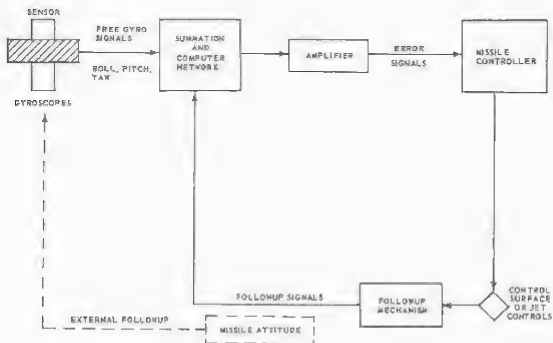 SENSOR
FREE GYRO
SIGNALS
ROLL, PITCH,
YAW
GYROSCOPES
SUMMATION
AND
COMPUTER
NETWORK
AMPLIFIER
ERROR
SIGNALS
MISSILE
CONTROLLER
FOLLOWUP SIGNALS
FOLLOWUP
MECHANISM
CONTROL
SURFACE
OR JET
CONTROLS
EXTERNAL FOLLOWUP
MISSILE ATTITUDE